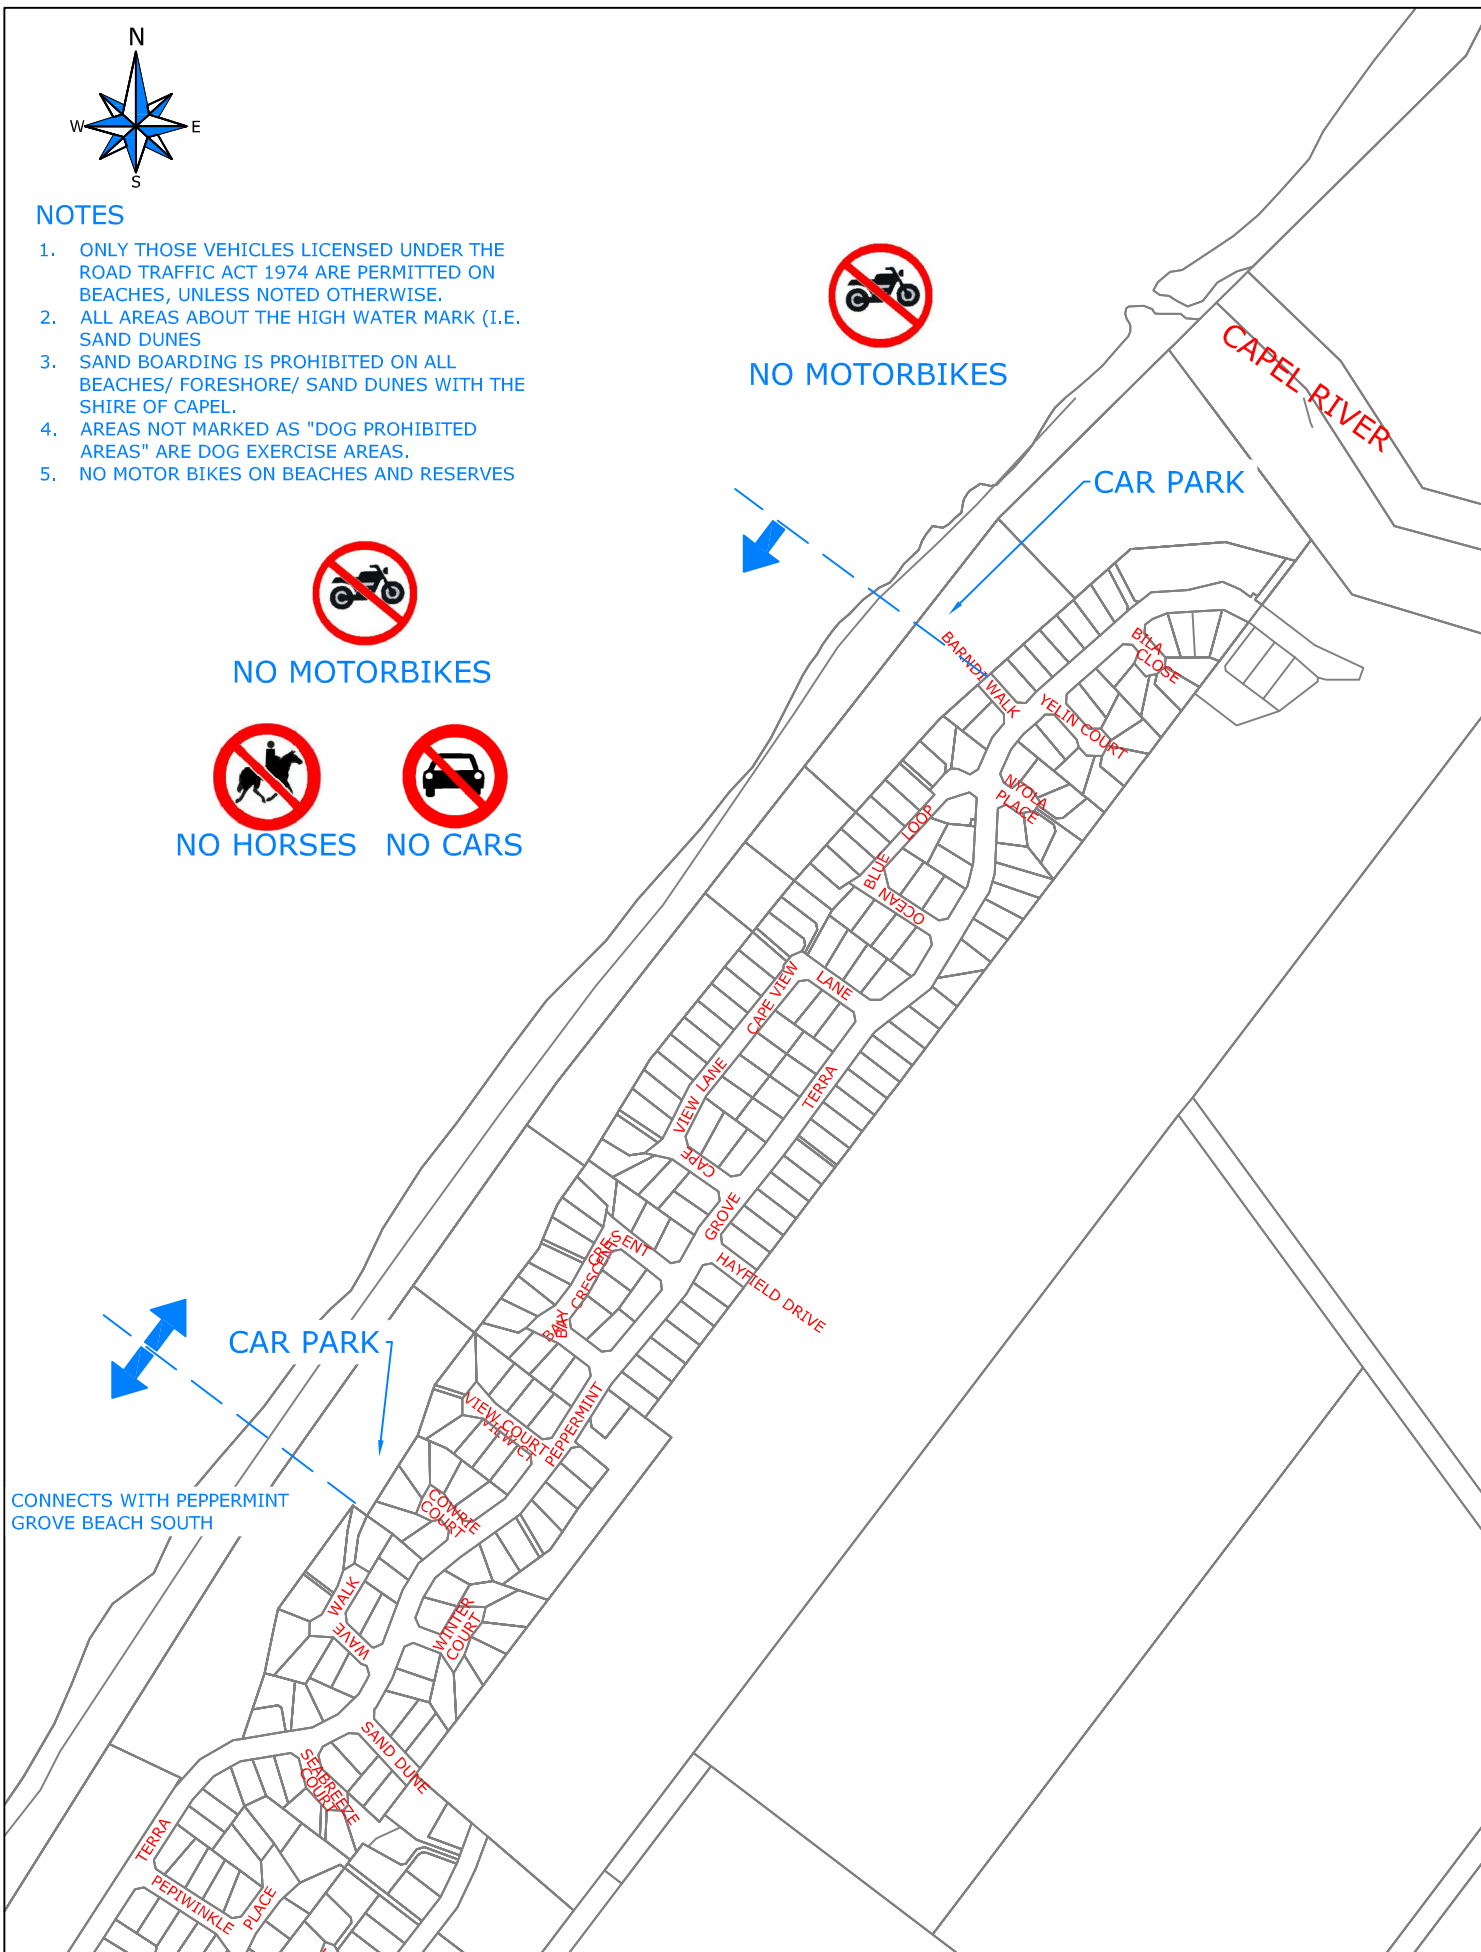 N
W
E
S
NOTES
1. ONLY THOSE VEHICLES LICENSED UNDER THE
ROAD TRAFFIC ACT 1974 ARE PERMITTED ON
BEACHES, UNLESS NOTED OTHERWISE.
2. ALL AREAS ABOUT THE HIGH WATER MARK (I.E.
SAND DUNES
3. SAND BOARDING IS PROHIBITED ON ALL
BEACHES/ FORESHORE/ SAND DUNES WITH THE
SHIRE OF CAPEL.
4. AREAS NOT MARKED AS "DOG PROHIBITED
AREAS" ARE DOG EXERCISE AREAS.
5. NO MOTOR BIKES ON BEACHES AND RESERVES
NO MOTORBIKES
CAPEL RIVER
CAR PARK
NO MOTORBIKES
NO HORSES
NO CARS
BARNDI WALK
BILA
CLOSE
YELIN COURT
NYOLA
PLACE
LOOP
BLUE
OCEAN
CAPE VIEW
LANE
VIEW LANE
TERRA
CAPE
GROVE
HAYFIELD DRIVE
CRESENT
BAY CRESCENT
BAY
CAR PARK
VIEW COURT
VIEW CT
PEPPERMINT
CONNECTS WITH PEPPERMINT
GROVE BEACH SOUTH
COWRIE
COURT
WALK
WAVE
WINTER
COURT
SAND DUNE
SEABREEZE
COURT
TERRA
PEPIWINKLE
PLACE